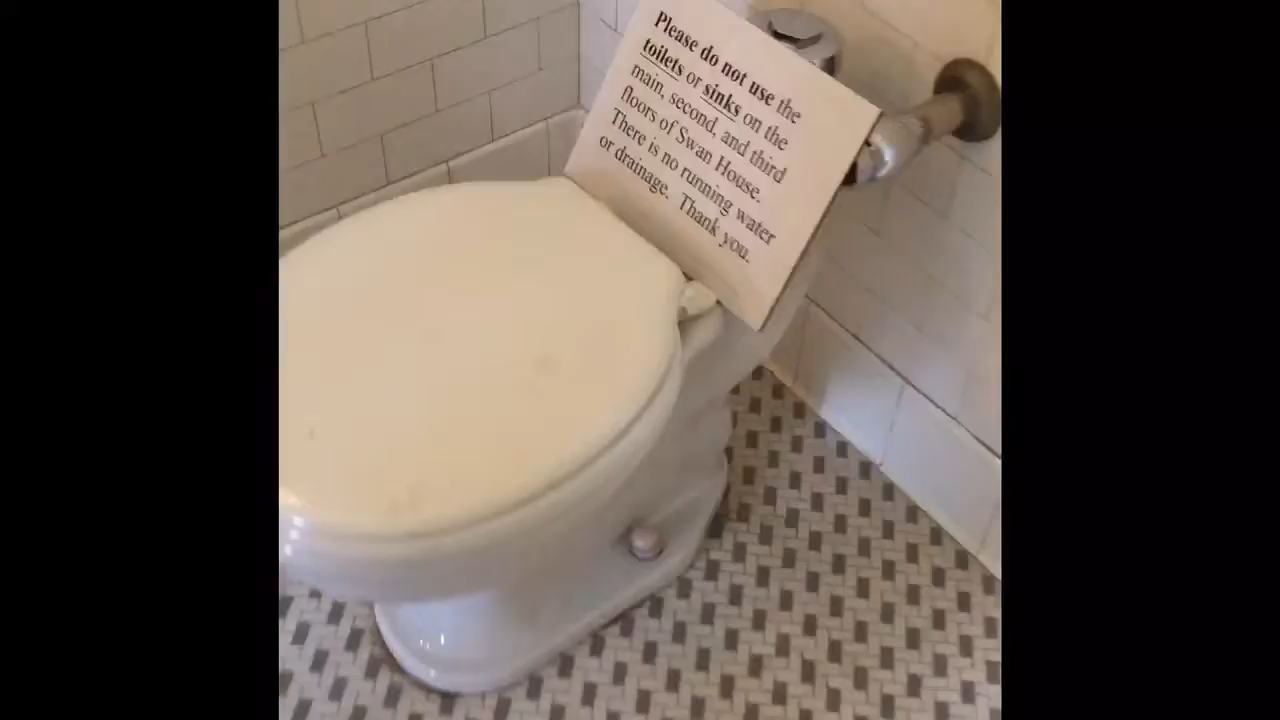 Please do not use the
toilets or sinks on the
main, second, and third
floors of Swan House.
There is no running water
or drainage. Thank you.